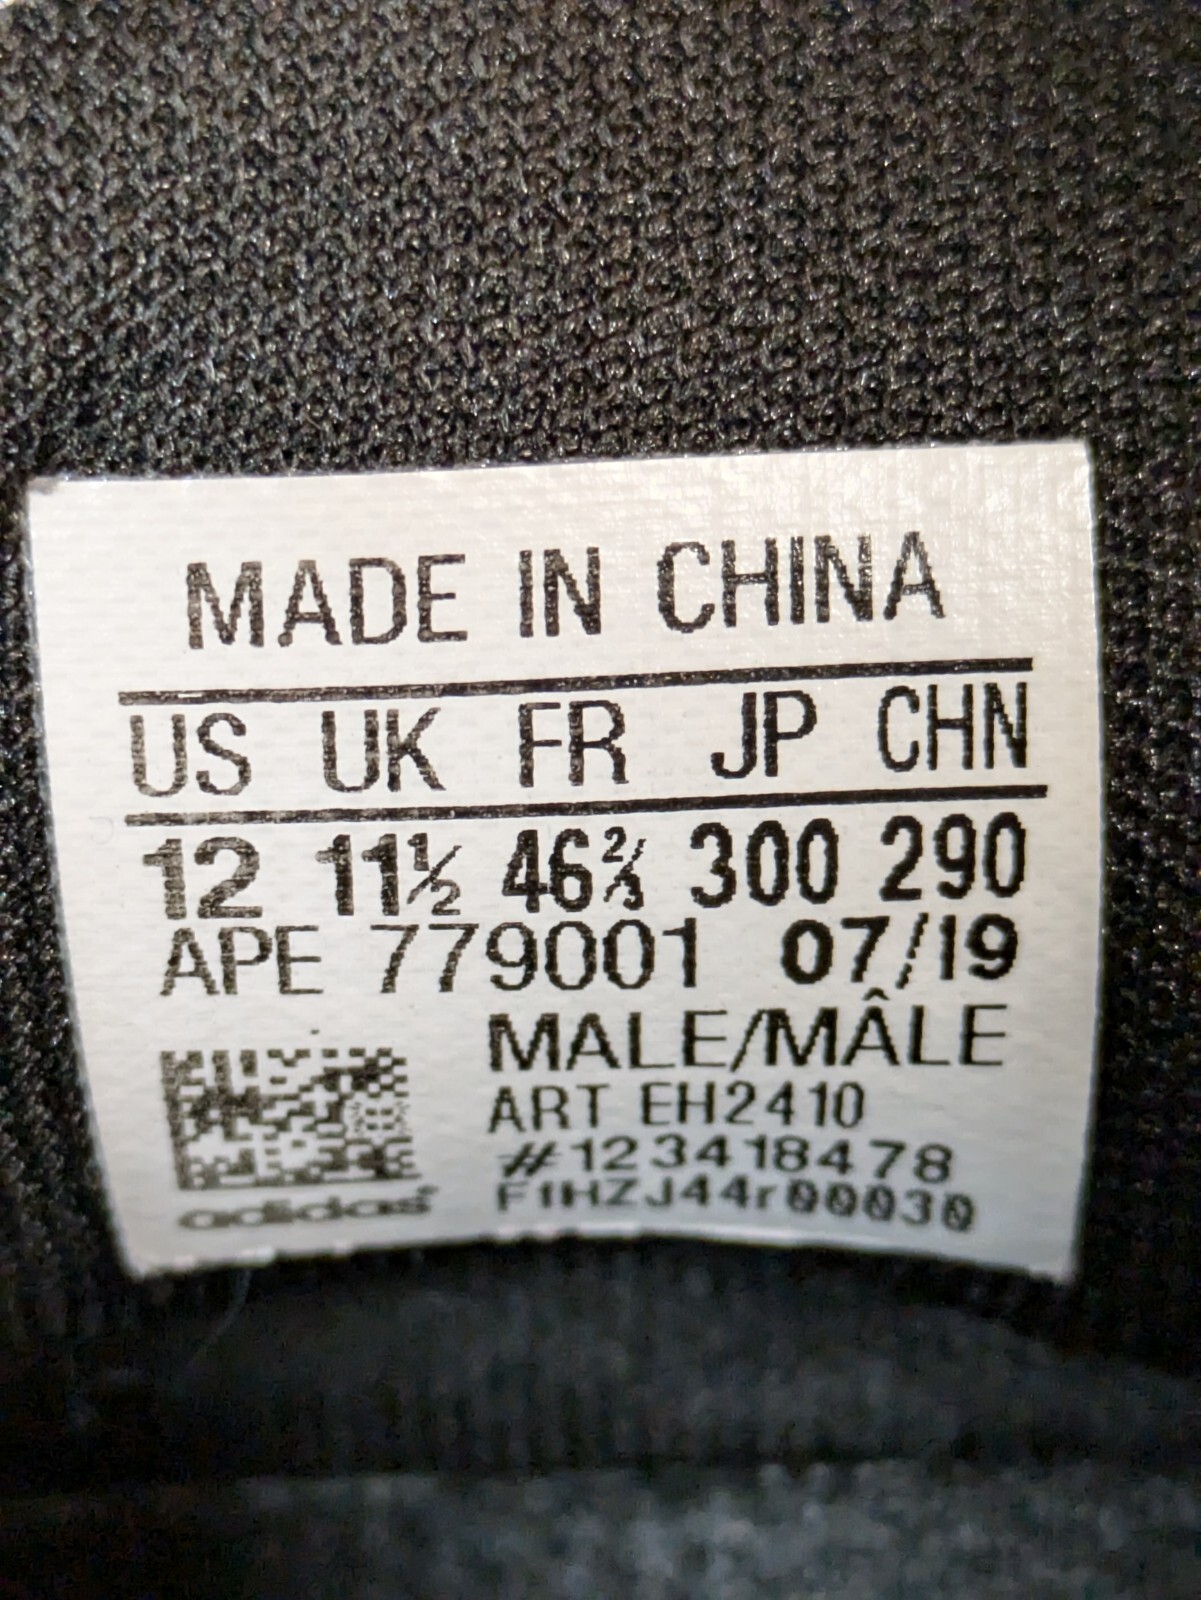 MADE IN CHINA
US UK FR JP CHN
12 11½ 46⅔ 300 290
APE 779001 07/19
MALE/MÂLE
ART EH2410
#123418478
F1HZJ44r00030
adidas